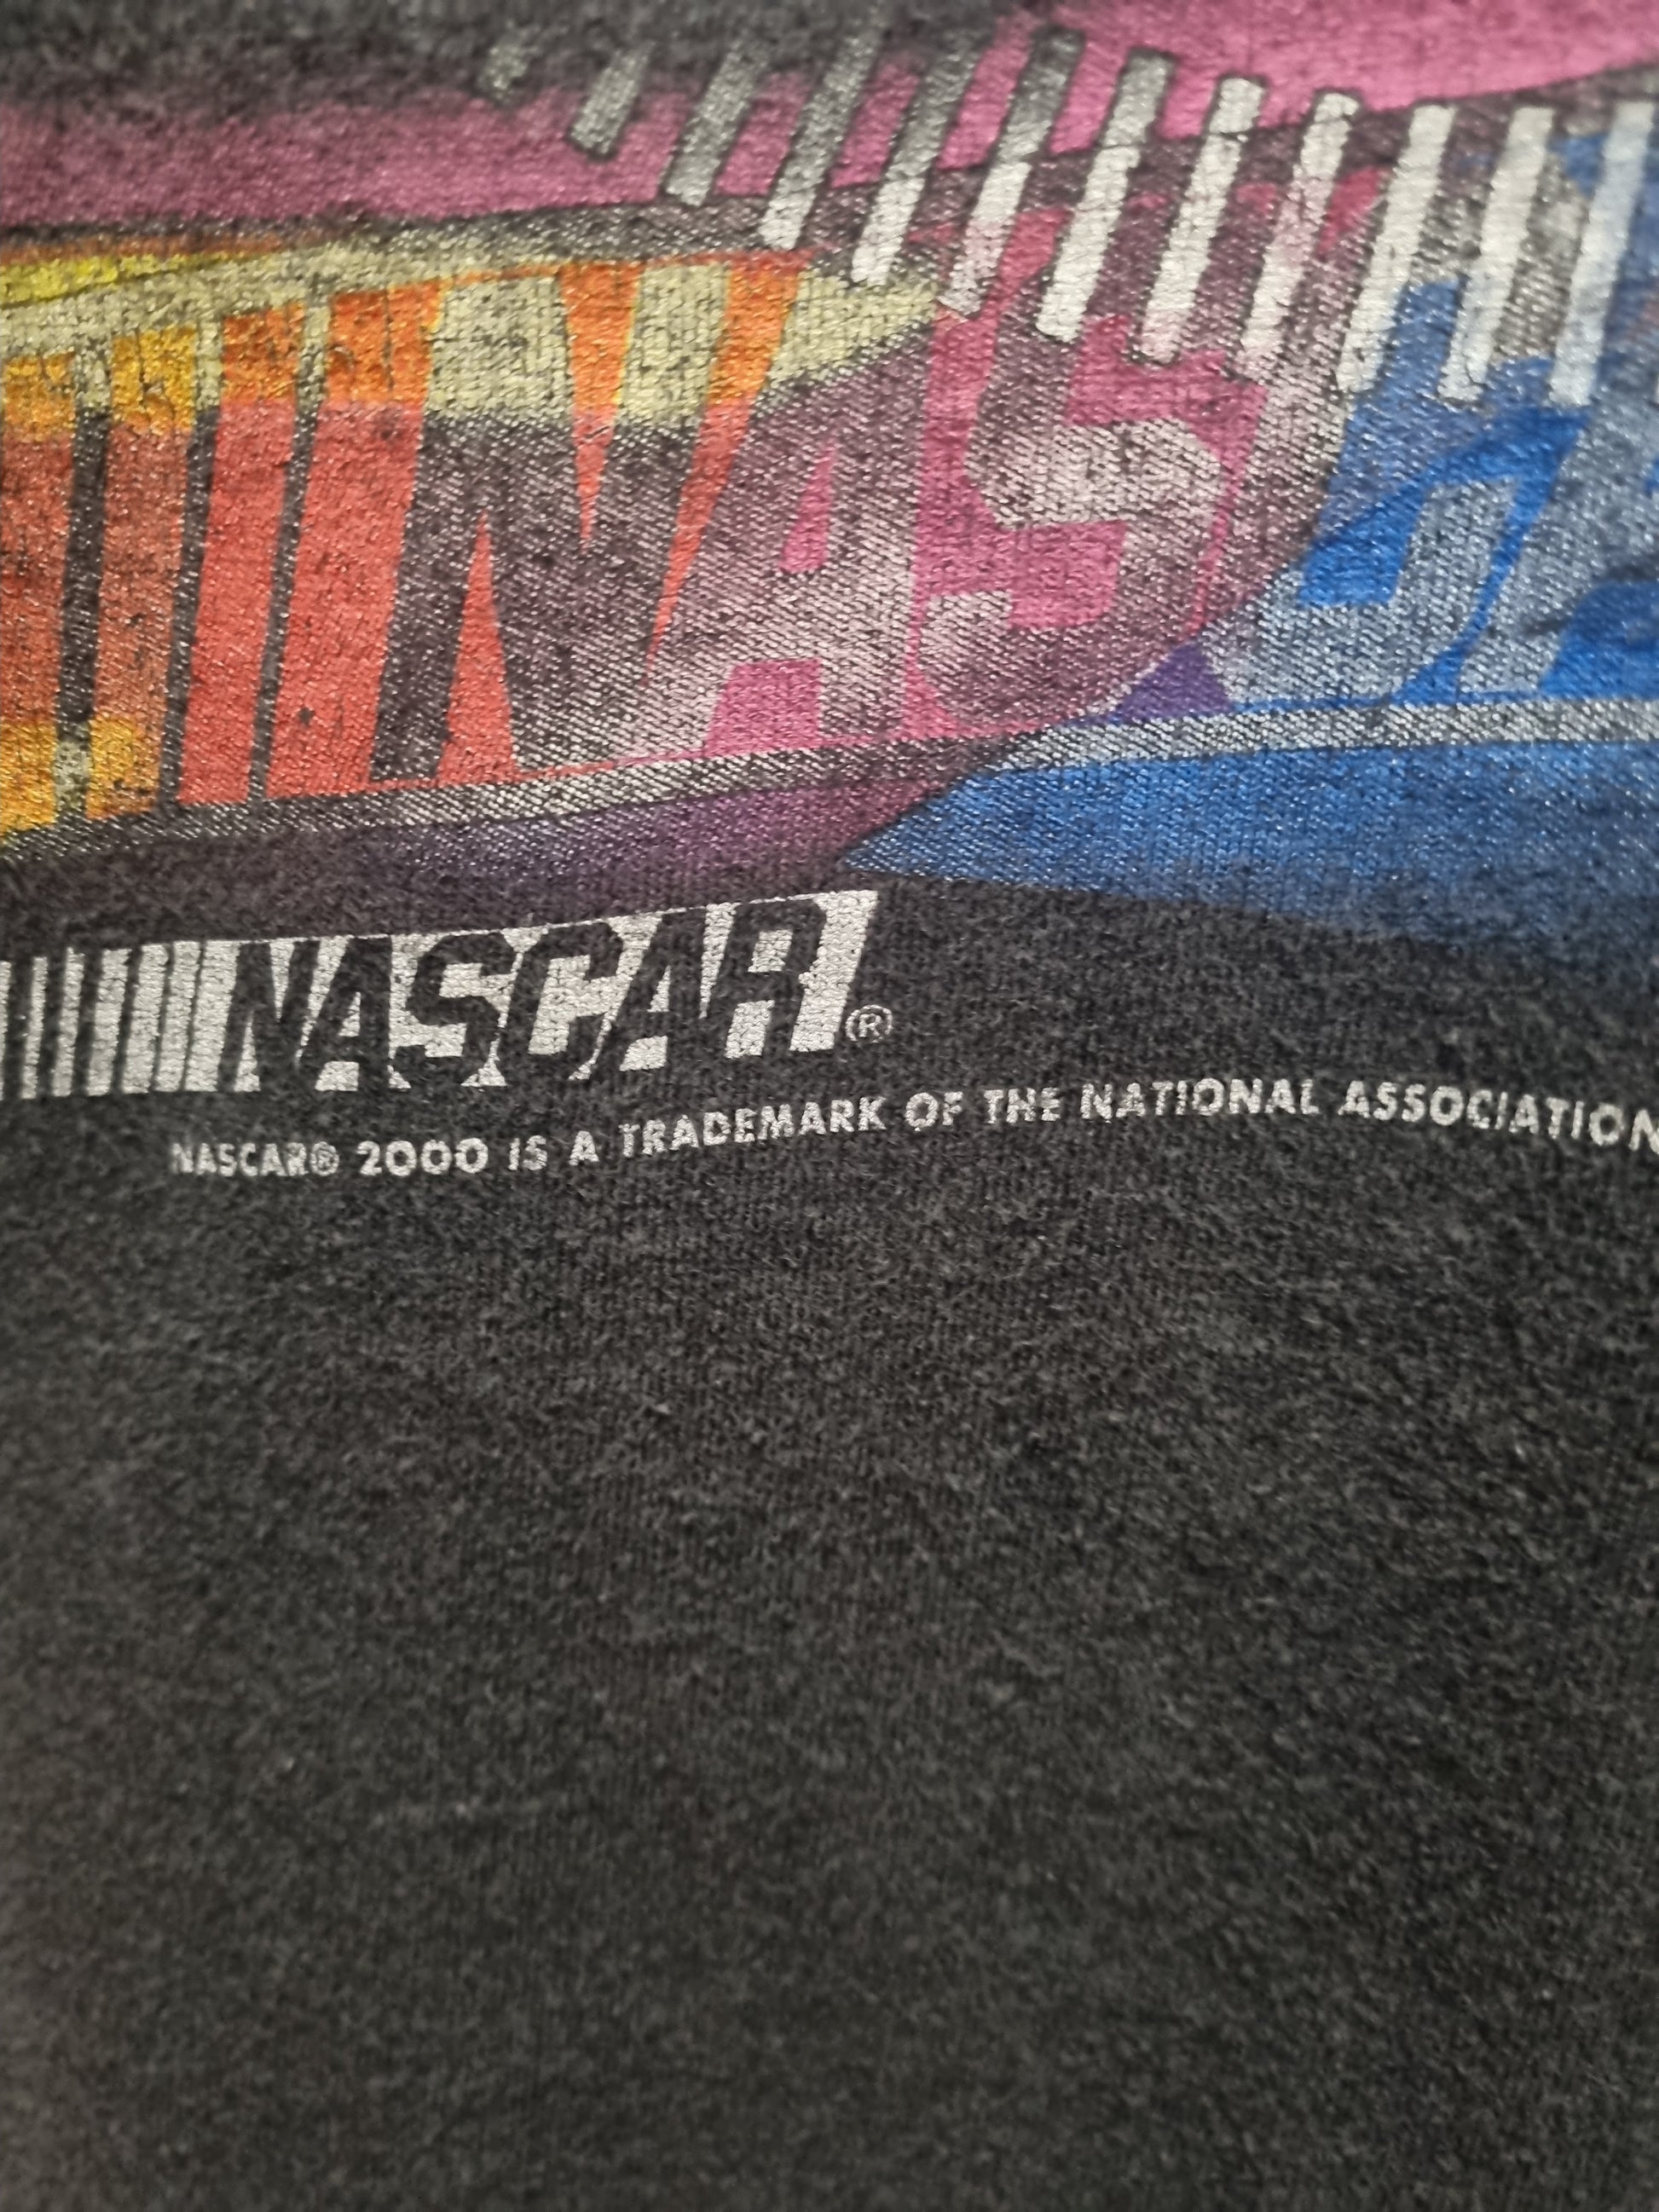 NASCAR
NASCAR®
NASCAR® 2000 IS A TRADEMARK OF THE NATIONAL ASSOCIATION